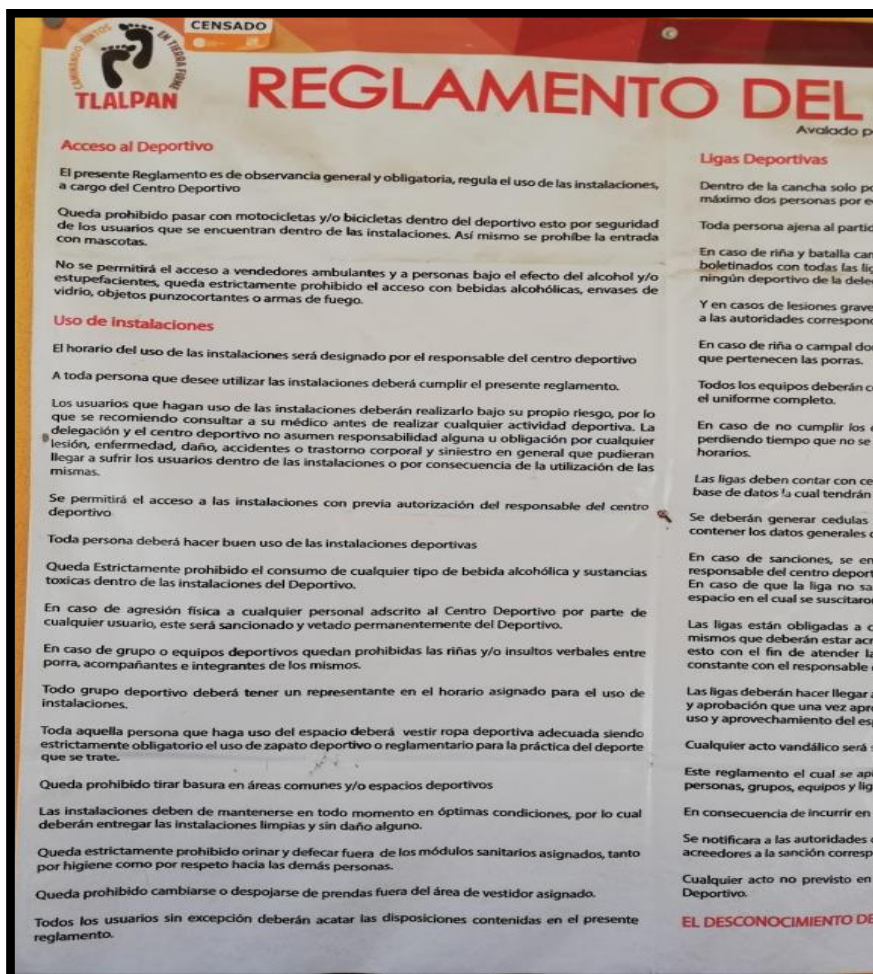 CENSADO
CAMINANDO JUNTOS EN TIERRA FIRME
TLALPAN
REGLAMENTO DEL
Avalado p
Acceso al Deportivo
El presente Reglamento es de observancia general y obligatoria, regula el uso de las instalaciones,
a cargo del Centro Deportivo
Queda prohibido pasar con motocicletas y/o bicicletas dentro del deportivo esto por seguridad
de los usuarios que se encuentran dentro de las instalaciones. Así mismo se prohíbe la entrada
con mascotas.
No se permitirá el acceso a vendedores ambulantes y a personas bajo el efecto del alcohol y/o
estupefacientes, queda estrictamente prohibido el acceso con bebidas alcohólicas, envases de
vidrio, objetos punzocortantes o armas de fuego.
Uso de instalaciones
El horario del uso de las instalaciones será designado por el responsable del centro deportivo
A toda persona que desee utilizar las instalaciones deberá cumplir el presente reglamento.
Los usuarios que hagan uso de las instalaciones deberán realizarlo bajo su propio riesgo, por lo
que se recomiendo consultar a su médico antes de realizar cualquier actividad deportiva. La
delegación y el centro deportivo no asumen responsabilidad alguna u obligación por cualquier
lesión, enfermedad, daño, accidentes o trastorno corporal y siniestro en general que pudieran
llegar a sufrir los usuarios dentro de las instalaciones o por consecuencia de la utilización de las
mismas.
Se permitirá el acceso a las instalaciones con previa autorización del responsable del centro
deportivo
Toda persona deberá hacer buen uso de las instalaciones deportivas
Queda Estrictamente prohibido el consumo de cualquier tipo de bebida alcohólica y sustancias
toxicas dentro de las instalaciones del Deportivo.
En caso de agresión física a cualquier personal adscrito al Centro Deportivo por parte de
cualquier usuario, este será sancionado y vetado permanentemente del Deportivo.
En caso de grupo o equipos deportivos quedan prohibidas las riñas y/o insultos verbales entre
porra, acompañantes e integrantes de los mismos.
Todo grupo deportivo deberá tener un representante en el horario asignado para el uso de
instalaciones.
Toda aquella persona que haga uso del espacio deberá vestir ropa deportiva adecuada siendo
estrictamente obligatorio el uso de zapato deportivo o reglamentario para la práctica del deporte
que se trate.
Queda prohibido tirar basura en áreas comunes y/o espacios deportivos
Las instalaciones deben de mantenerse en todo momento en óptimas condiciones, por lo cual
deberán entregar las instalaciones limpias y sin daño alguno.
Queda estrictamente prohibido orinar y defecar fuera de los módulos sanitarios asignados, tanto
por higiene como por respeto hacia las demás personas.
Queda prohibido cambiarse o despojarse de prendas fuera del área de vestidor asignado.
Todos los usuarios sin excepción deberán acatar las disposiciones contenidas en el presente
reglamento.
Ligas Deportivas
Dentro de la cancha solo po
máximo dos personas por e
Toda persona ajena al partid
En caso de riña y batalla cam
boletinados con todas las lig
ningún deportivo de la dele
Y en casos de lesiones grave
a las autoridades correspond
En caso de riña o campal do
que pertenecen las porras.
Todos los equipos deberán c
el uniforme completo.
En caso de no cumplir los e
perdiendo tiempo que no se
horarios.
Las ligas deben contar con ce
base de datos la cual tendrán
Se deberán generar cedulas
contener los datos generales d
En caso de sanciones, se en
responsable del centro deport
En caso de que la liga no sa
espacio en el cual se suscitaro
Las ligas están obligadas a c
mismos que deberán estar acr
esto con el fin de atender la
constante con el responsable
Las ligas deberán hacer llegar a
y aprobación que una vez apro
uso y aprovechamiento del esp
Cualquier acto vandálico será s
Este reglamento el cual se apl
personas, grupos, equipos y lig
En consecuencia de incurrir en
Se notificara a las autoridades c
acreedores a la sanción corresp
Cualquier acto no previsto en
Deportivo.
EL DESCONOCIMIENTO DE